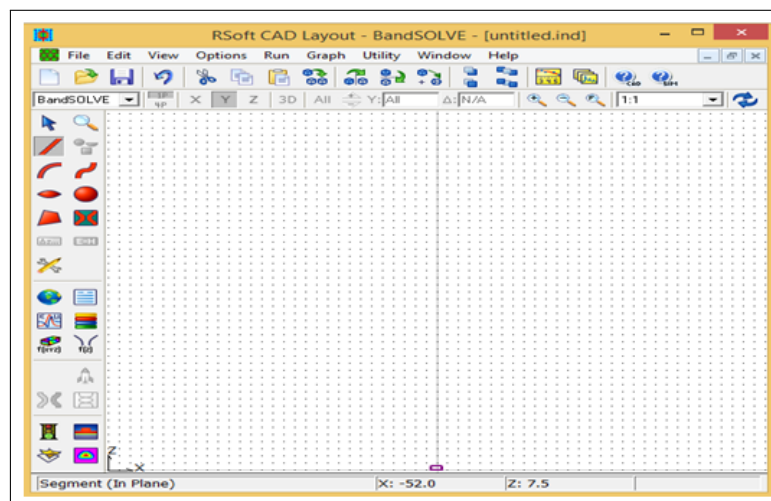 RSoft CAD Layout - BandSOLVE - [untitled.ind]
File Edit View Options Run Graph Utility Window Help
BandSOLVE X Y Z 3D All Y: All Δ: N/A 1:1
Z
X
Segment (In Plane) X: -52.0 Z: 7.5